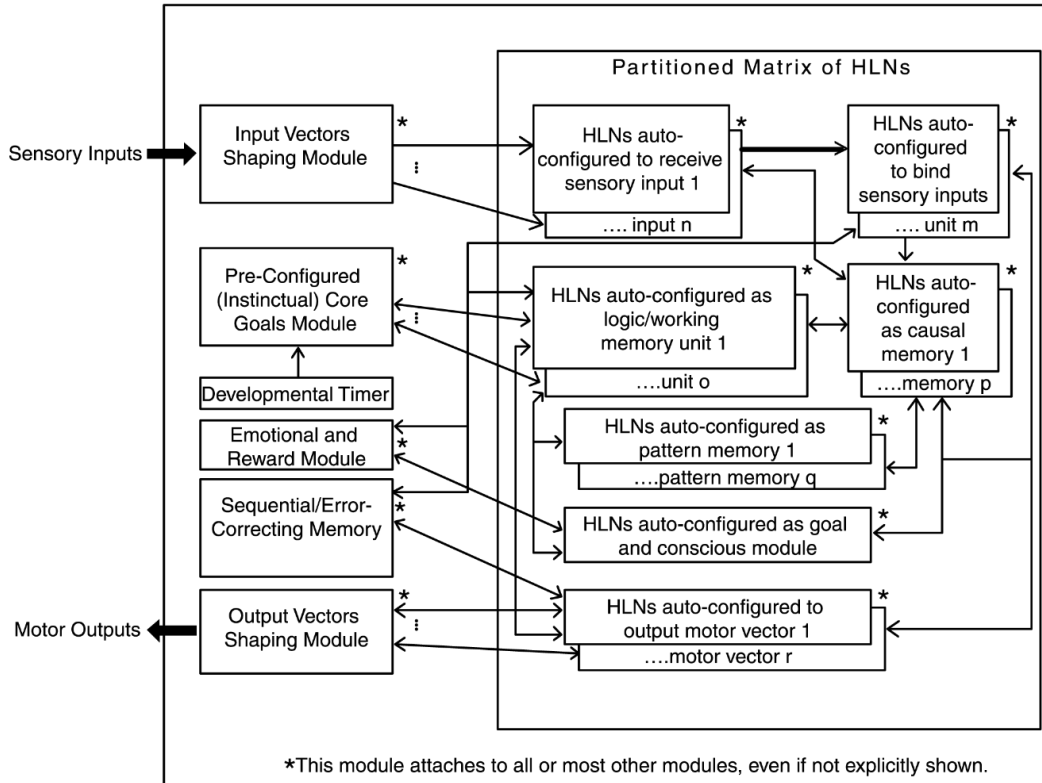 Partitioned Matrix of HLNs
Sensory Inputs
Input Vectors
Shaping Module
*
⋮
HLNs auto-
configured to receive
sensory input 1
*
.... input n
HLNs auto-
configured
to bind
sensory inputs
*
.... unit m
Pre-Configured
(Instinctual) Core
Goals Module
*
⋮
HLNs auto-configured as
logic/working
memory unit 1
*
....unit o
HLNs auto-
configured
as causal
memory 1
*
....memory p
Developmental Timer
Emotional and
Reward Module
*
HLNs auto-configured as
pattern memory 1
*
....pattern memory q
Sequential/Error-
Correcting Memory
*
HLNs auto-configured as goal
and conscious module
*
Motor Outputs
Output Vectors
Shaping Module
*
⋮
HLNs auto-configured to
output motor vector 1
*
....motor vector r
*This module attaches to all or most other modules, even if not explicitly shown.